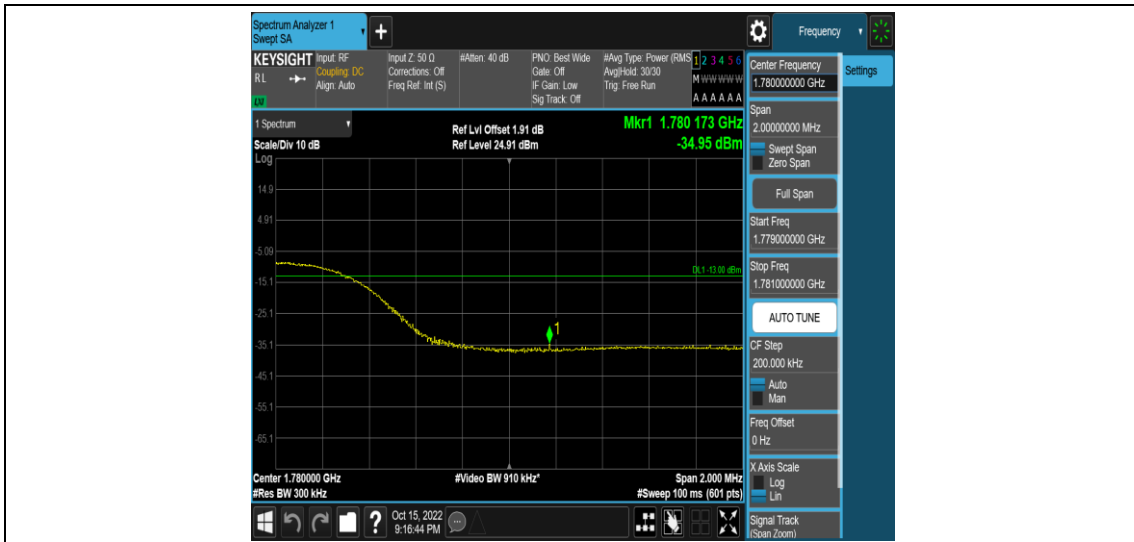 Spectrum Analyzer 1
Swept SA
+
Frequency
KEYSIGHT
RL
LXI
Input: RF
Coupling: DC
Align: Auto
Input Z: 50 Ω
Corrections: Off
Freq Ref: Int (S)
#Atten: 40 dB
PNO: Best Wide
Gate: Off
IF Gain: Low
Sig Track: Off
#Avg Type: Power (RMS
Avg|Hold: 30/30
Trig: Free Run
1 2 3 4 5 6
M W W W W W
A A A A A A
Center Frequency
1.780000000 GHz
Settings
Span
2.00000000 MHz
Swept Span
Zero Span
Full Span
Start Freq
1.779000000 GHz
Stop Freq
1.781000000 GHz
AUTO TUNE
CF Step
200.000 kHz
Auto
Man
Freq Offset
0 Hz
X Axis Scale
Log
Lin
Signal Track
(Span Zoom)
1 Spectrum
Scale/Div 10 dB
Log
Ref Lvl Offset 1.91 dB
Ref Level 24.91 dBm
Mkr1 1.780 173 GHz
-34.95 dBm
14.9
4.91
-5.09
DL1 -13.00 dBm
-15.1
-25.1
1
-35.1
-45.1
-55.1
-65.1
Center 1.780000 GHz
#Video BW 910 kHz*
Span 2.000 MHz
#Res BW 300 kHz
#Sweep 100 ms (601 pts)
?
Oct 15, 2022
9:16:44 PM